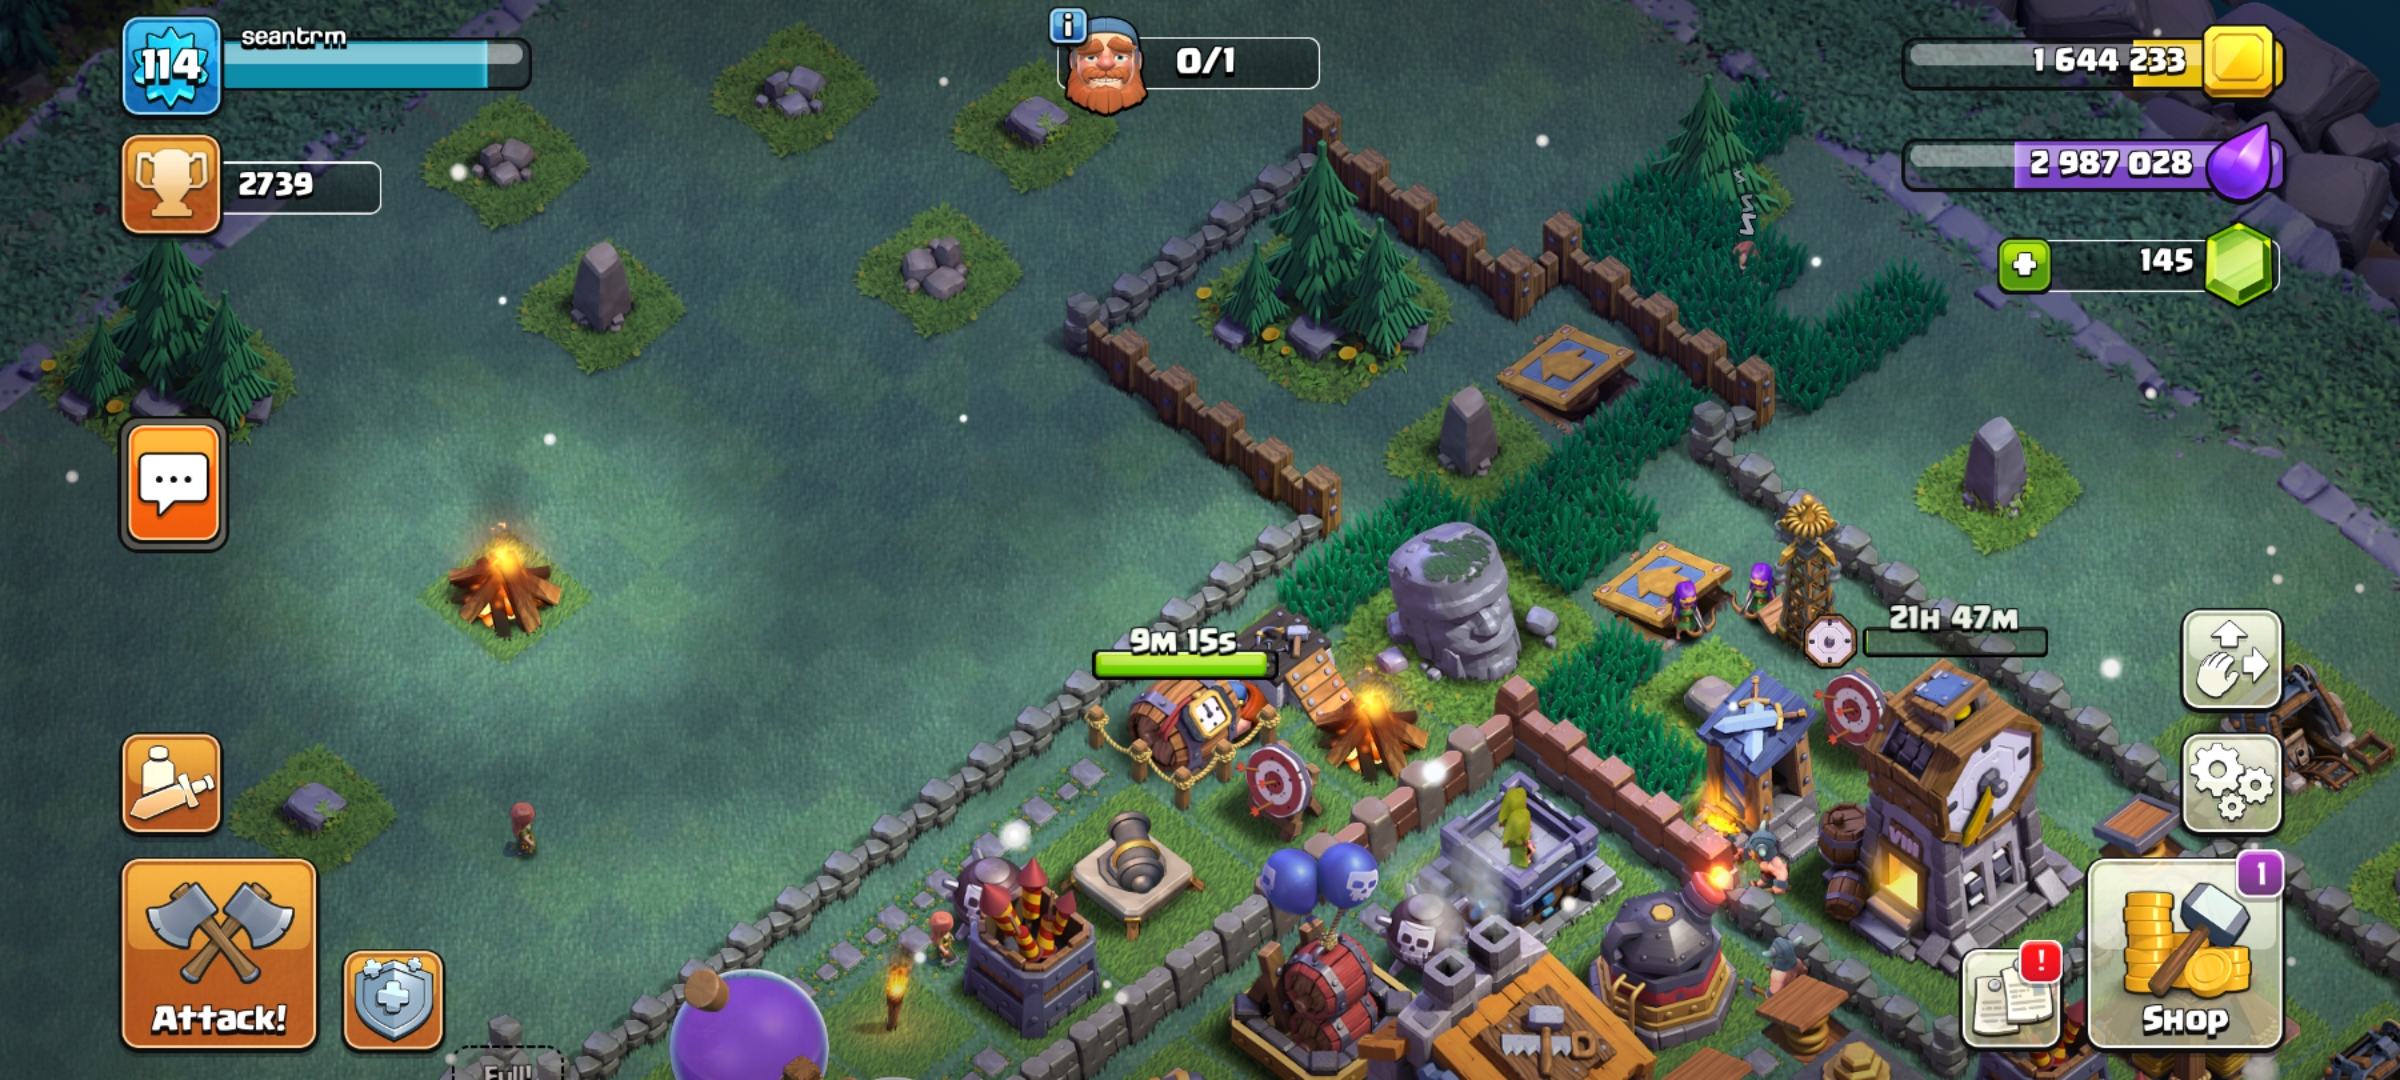 114
seantrm
i
0/1
1 644 233
2739
2 987 028
145
9M 15S
21H 47M
VIII
1
!
Attack!
Shop
Full!